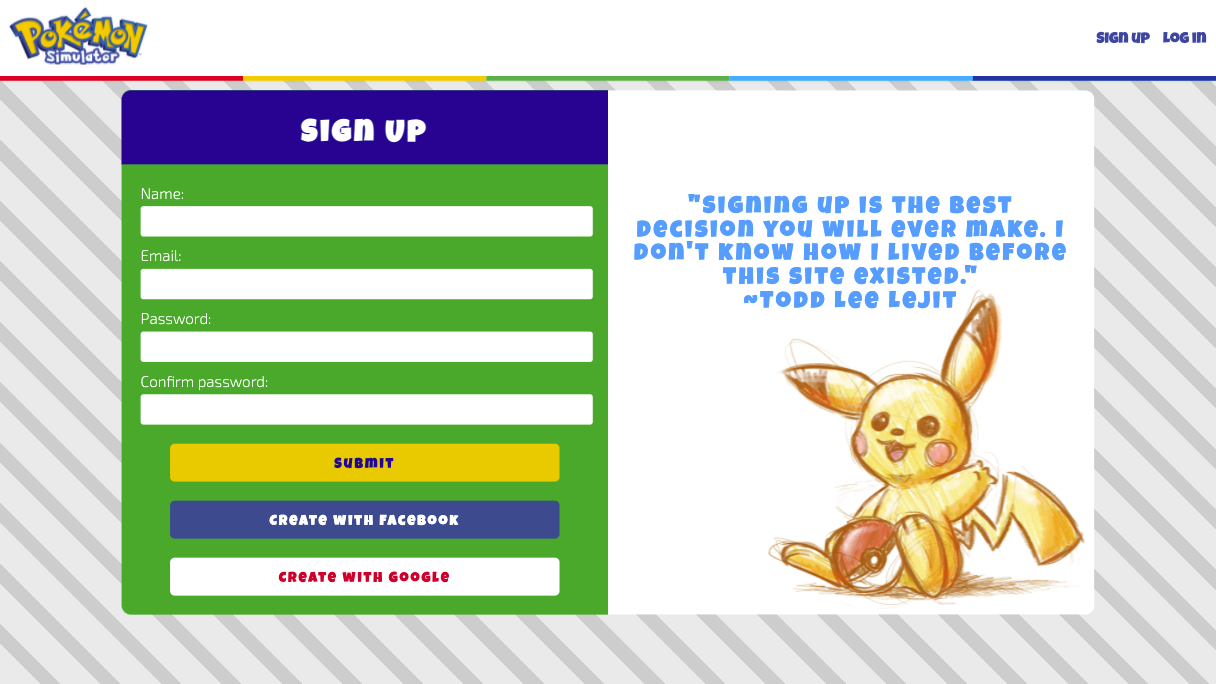 Pokémon
Simulator
Sign Up
Log In
Sign Up
Name:
Email:
Password:
Confirm password:
Submit
Create with Facebook
Create with Google
"Signing up is the best
decision you will ever make. I
don't know how I lived before
this site existed."
~Todd Lee Lejit